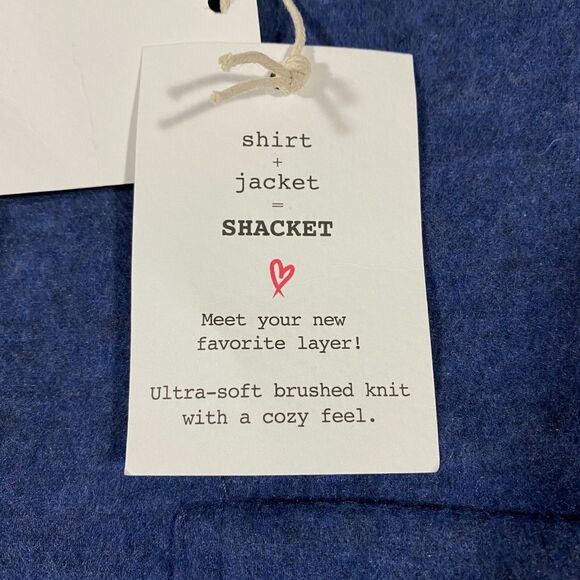 shirt
+
jacket
=
SHACKET
Meet your new
favorite layer!
Ultra-soft brushed knit
with a cozy feel.